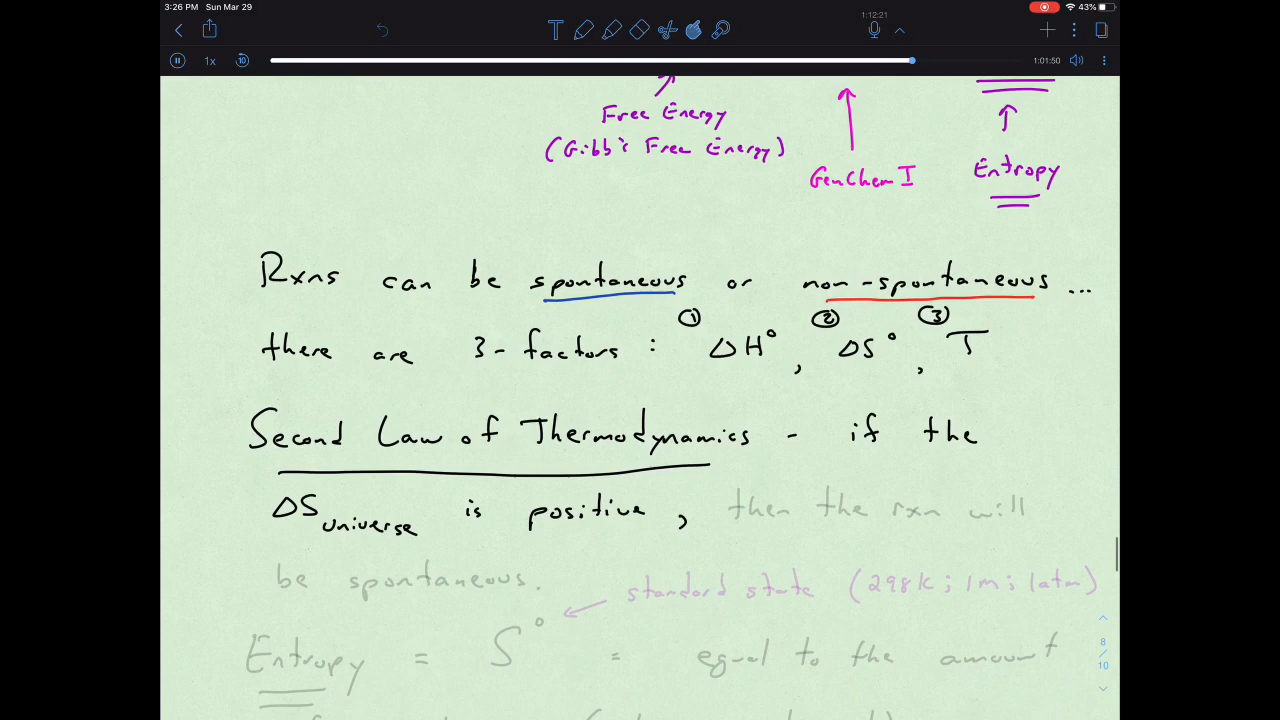 3:26 PM Sun Mar 29 43%
1:12:21
T
1x 10 1:01:50
Free Energy
(Gibb's Free Energy)
GenChem I
Entropy
Rxns can be spontaneous or non-spontaneous...
① ② ③
there are 3-factors : ΔH°, ΔS°, T
Second Law of Thermodynamics - if the
ΔS universe is positive, then the rxn will
be spontaneous.
standard state (298K; 1M; 1atm)
Entropy = S° = equal to the amount
8
/
10